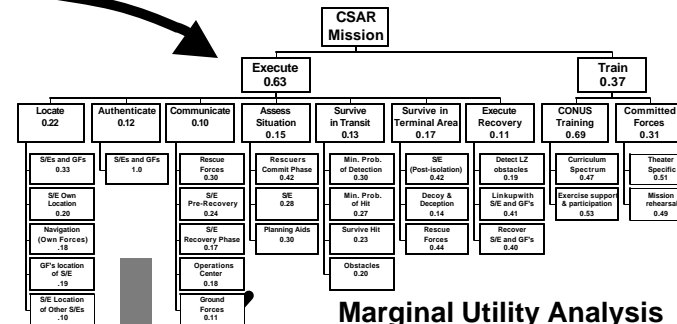 CSAR
Mission
Execute
0.63
Train
0.37
Locate
0.22
Authenticate
0.12
Communicate
0.10
Assess
Situation
0.15
Survive
in Transit
0.13
Survive in
Terminal Area
0.17
Execute
Recovery
0.11
CONUS
Training
0.69
Committed
Forces
0.31
S/Es and GFs
0.33
S/E Own
Location
0.20
Navigation
(Own Forces)
.18
GF's location
of S/E
.19
S/E Location
of Other S/Es
.10
S/Es and GFs
1.0
Rescue
Forces
0.30
S/E
Pre-Recovery
0.24
S/E
Recovery Phase
0.17
Operations
Center
0.18
Ground
Forces
0.11
Rescuers
Commit Phase
0.42
S/E
0.28
Planning Aids
0.30
Min. Prob.
of Detection
0.30
Min. Prob.
of Hit
0.27
Survive Hit
0.23
Obstacles
0.20
S/E
(Post-isolation)
0.42
Decoy &
Deception
0.14
Rescue
Forces
0.44
Detect LZ
obstacles
0.19
Linkupwith
S/E and GF's
0.41
Recover
S/E and GF's
0.40
Curriculum
Spectrum
0.47
Exercise support
& participation
0.53
Theater
Specific
0.51
Mission
rehearsal
0.49
Marginal Utility Analysis